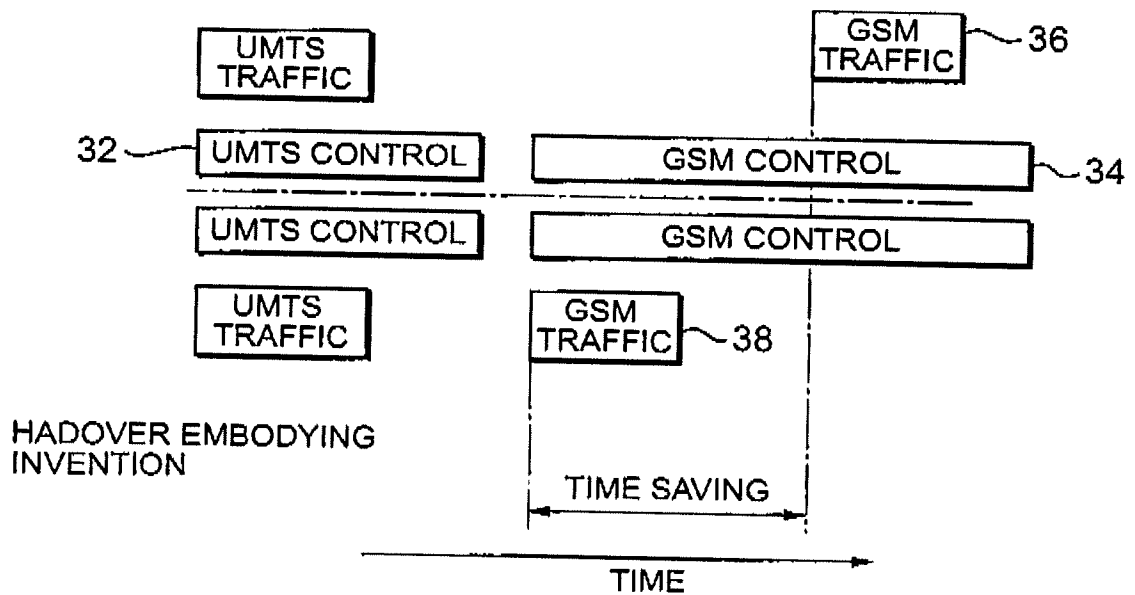 UMTS
TRAFFIC
GSM
TRAFFIC
36
32
UMTS CONTROL
GSM CONTROL
34
UMTS CONTROL
GSM CONTROL
UMTS
TRAFFIC
GSM
TRAFFIC
38
HADOVER EMBODYING
INVENTION
TIME SAVING
TIME